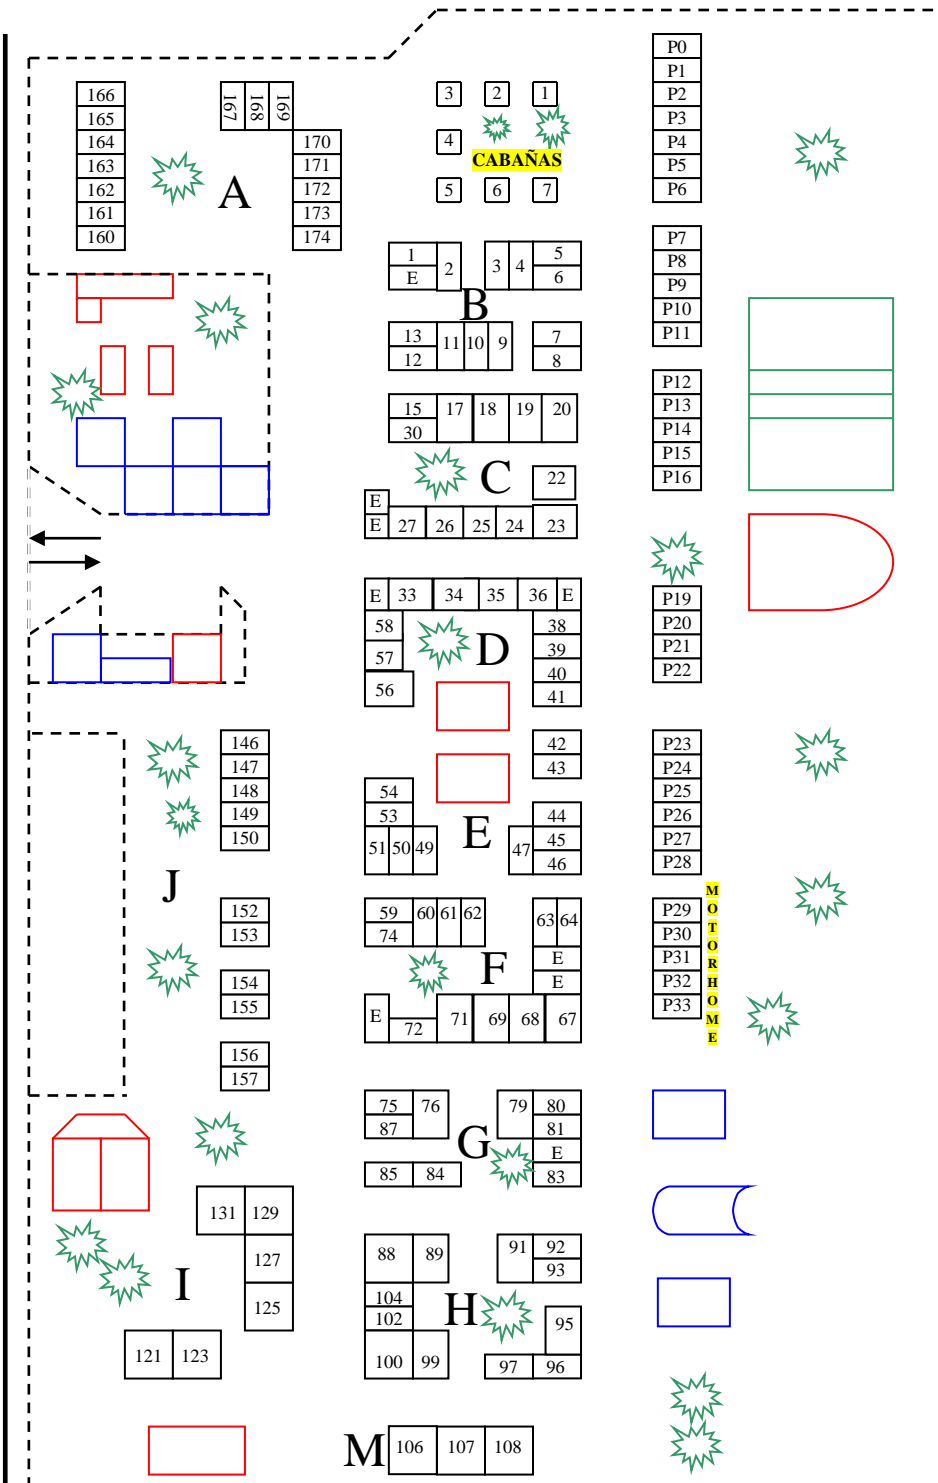 P0
P1
P2
P3
P4
P5
P6
166
165
164
163
162
161
160
167 168 169
170
171
172
173
174
A
3 2 1
4
CABAÑAS
5 6 7
P7
P8
P9
P10
P11
1 2 3 4 5
E 6
B
13 11 10 9 7
12 8
P12
P13
P14
P15
P16
15 17 18 19 20
30
C
22
E
E 27 26 25 24 23
E 33 34 35 36 E
58 38
57 39
56 40
41
D
P19
P20
P21
P22
42
43
146
147
148
149
150
J
54
53
51 50 49
E
44
47 45
46
P23
P24
P25
P26
P27
P28
152
153
154
155
156
157
59 60 61 62 63 64
74
E
E
F
E 72 71 69 68 67
P29
P30
P31
P32
P33
M
O
T
O
R
H
O
M
E
75 76 79 80
87 81
G E
85 84 83
131 129
127
125
I
121 123
88 89 91 92
93
104
102
H
95
100 99 97 96
M 106 107 108